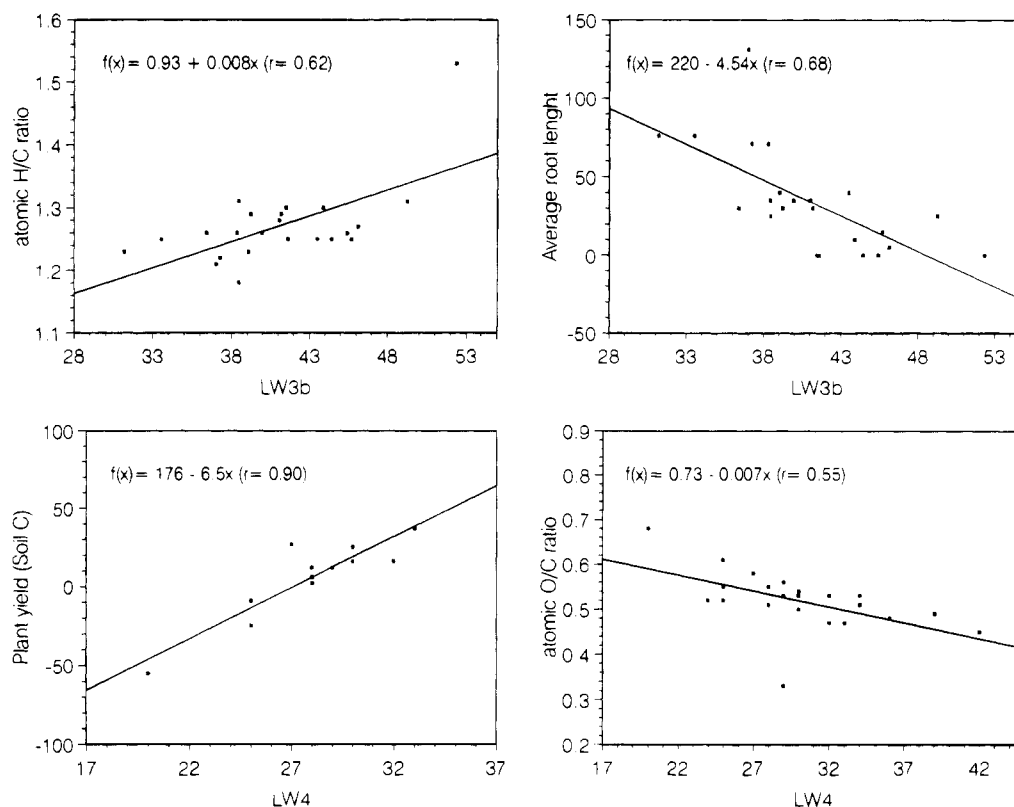 1.6
1.5
1.4
1.3
1.2
1.1
atomic H/C ratio
f(x) = 0.93 + 0.008x (r = 0.62)
28 33 38 43 48 53
LW3b
150
100
50
0
-50
Average root lenght
f(x) = 220 - 4.54x (r = 0.68)
28 33 38 43 48 53
LW3b
100
50
0
-50
-100
Plant yield (Soil C)
f(x) = 176 - 6.5x (r = 0.90)
17 22 27 32 37
LW4
0.9
0.8
0.7
0.6
0.5
0.4
0.3
0.2
atomic O/C ratio
f(x) = 0.73 - 0.007x (r = 0.55)
17 22 27 32 37 42
LW4